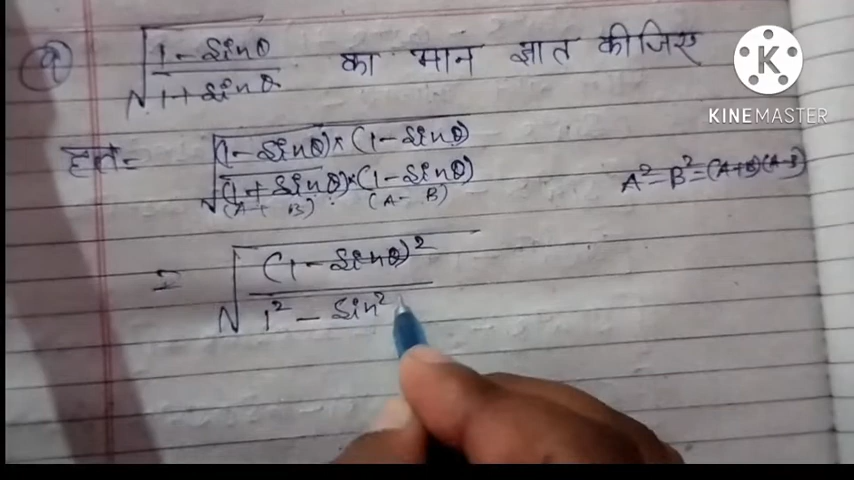 प्र √(1 - Sinθ / 1 + Sinθ) का मान ज्ञात कीजिए
हल = √((1 - Sinθ) × (1 - Sinθ) / (1 + Sinθ) × (1 - Sinθ))
(A + B) (A - B)
A² - B² = (A+B)(A-B)
= √((1 - Sinθ)² / 1² - Sin²
K
KINEMASTER